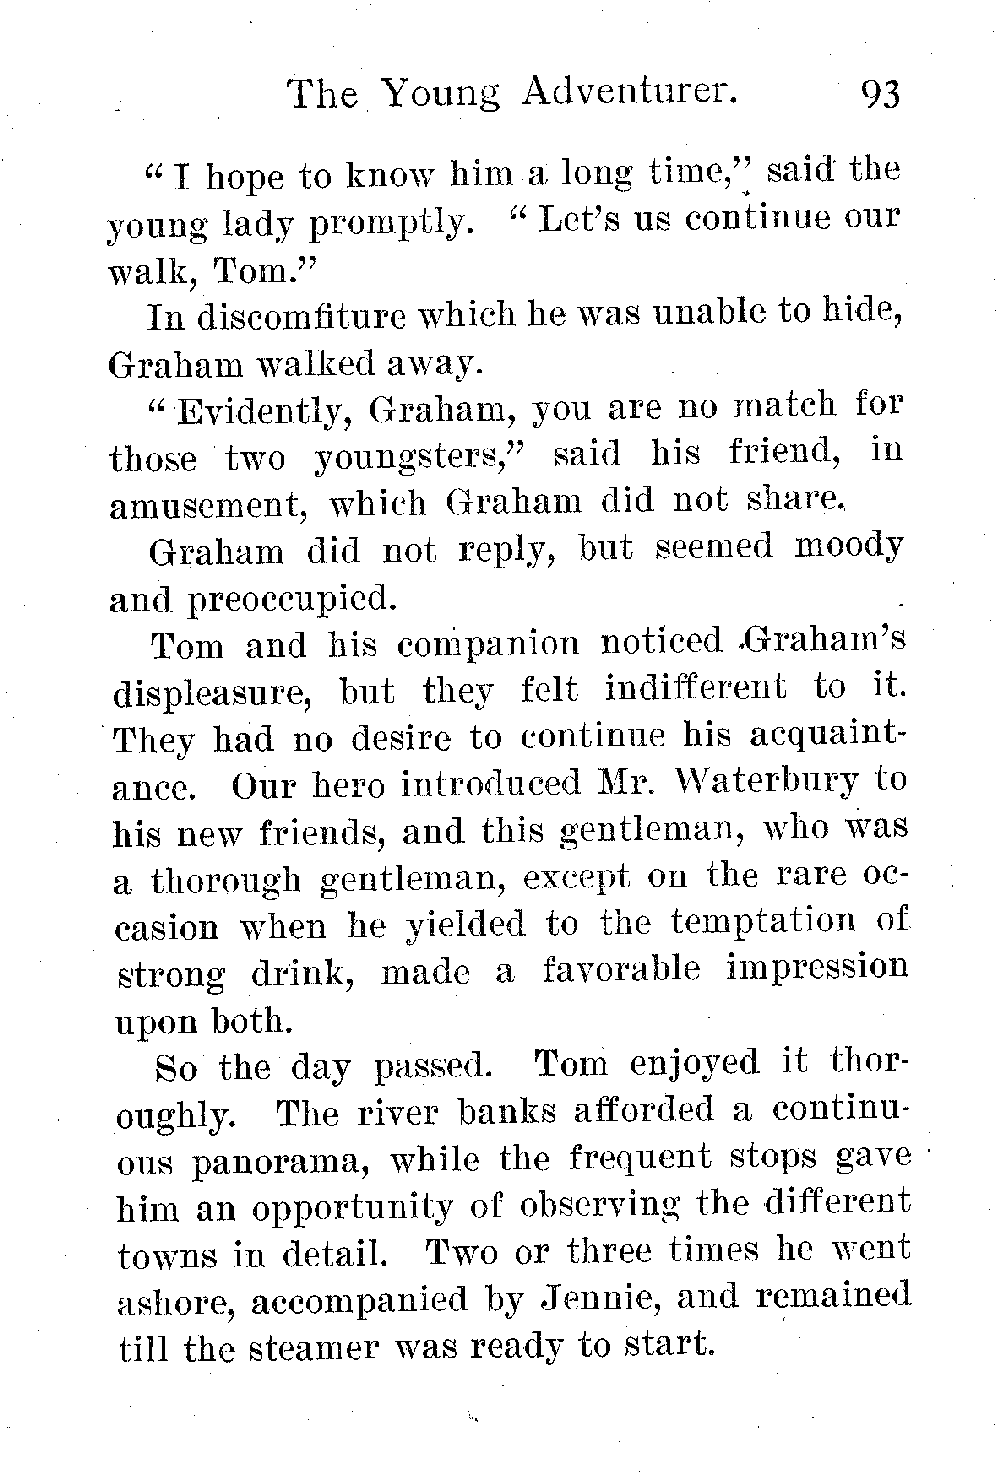 The Young Adventurer. 93
“ I hope to know him a long time,” said the
young lady promptly. “ Let’s us continue our
walk, Tom.”
In discomfiture which he was unable to hide,
Graham walked away.
“ Evidently, Graham, you are no match for
those two youngsters,” said his friend, in
amusement, which Graham did not share.
Graham did not reply, but seemed moody
and preoccupied.
Tom and his companion noticed Graham’s
displeasure, but they felt indifferent to it.
They had no desire to continue his acquaint-
ance. Our hero introduced Mr. Waterbury to
his new friends, and this gentleman, who was
a thorough gentleman, except on the rare oc-
casion when he yielded to the temptation of
strong drink, made a favorable impression
upon both.
So the day passed. Tom enjoyed it thor-
oughly. The river banks afforded a continu-
ous panorama, while the frequent stops gave
him an opportunity of observing the different
towns in detail. Two or three times he went
ashore, accompanied by Jennie, and remained
till the steamer was ready to start.